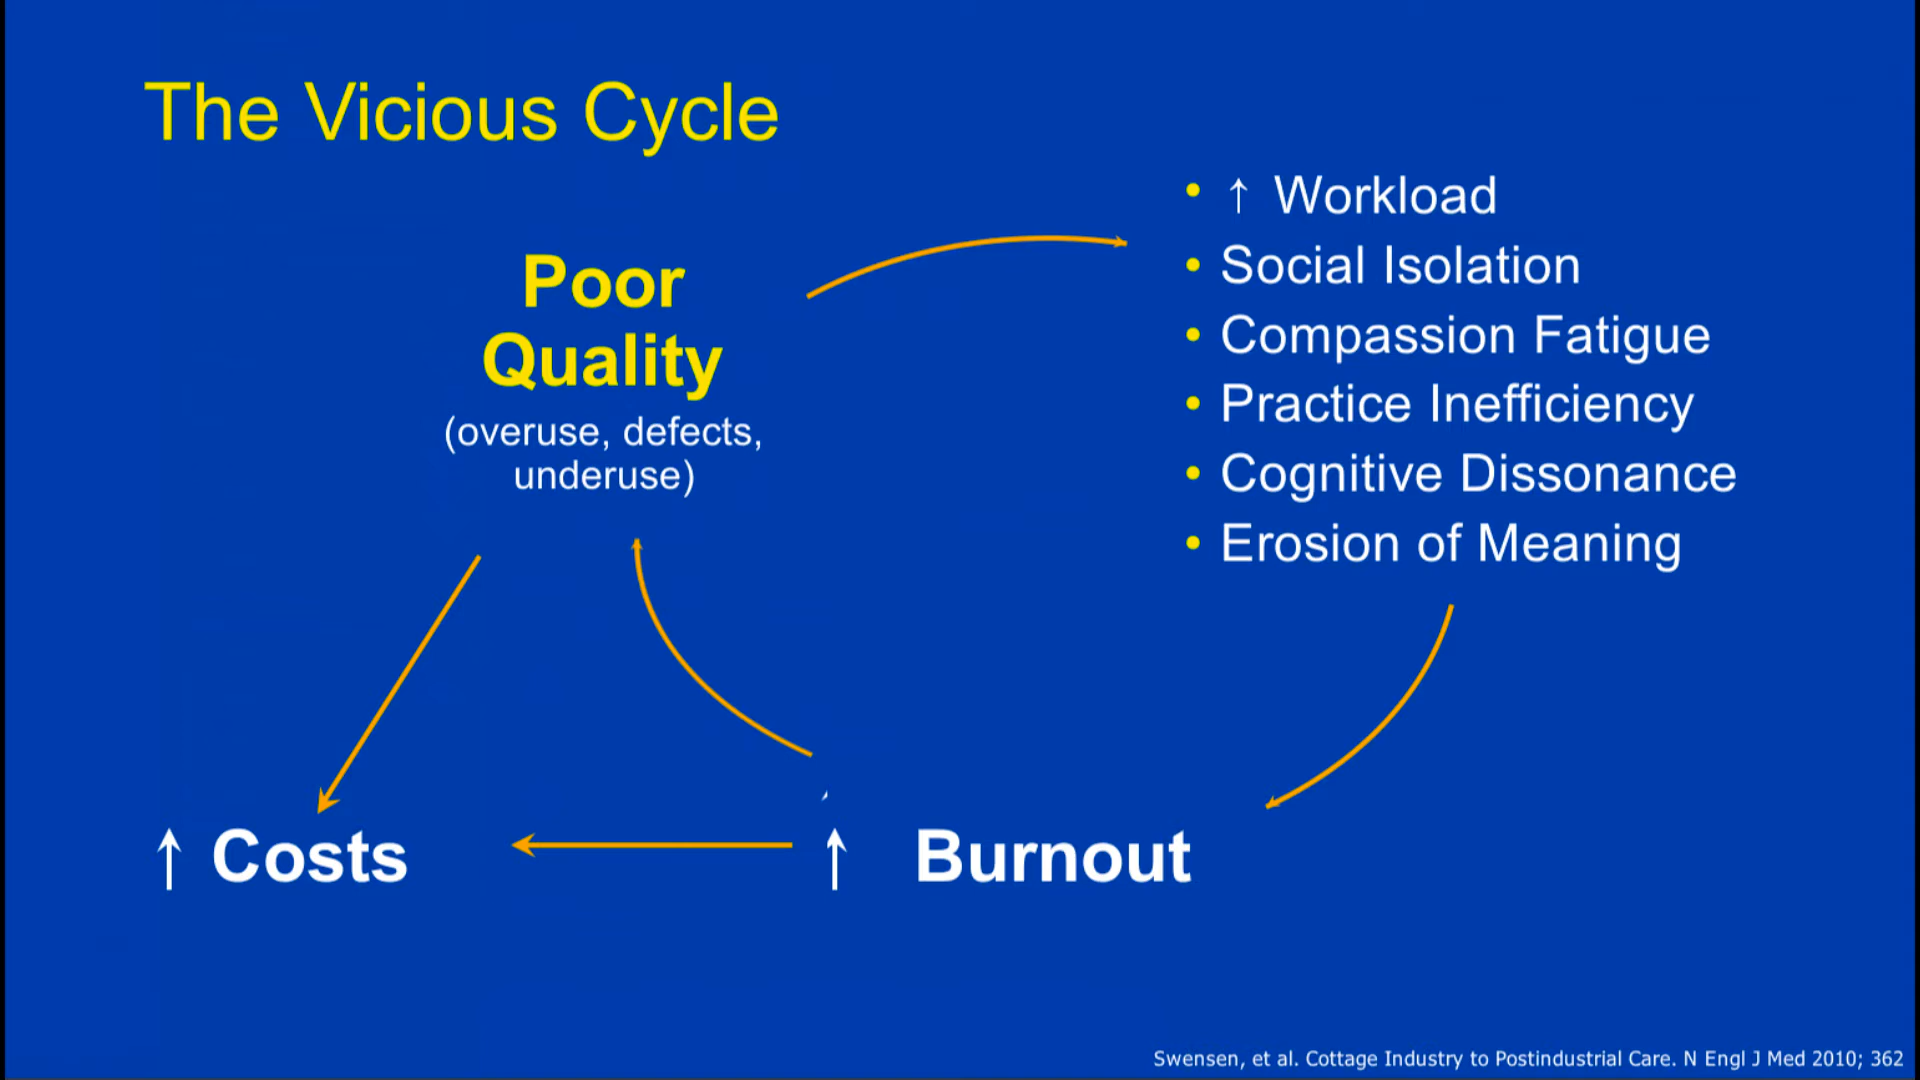 The Vicious Cycle
Poor
Quality
(overuse, defects,
underuse)
• ↑ Workload
• Social Isolation
• Compassion Fatigue
• Practice Inefficiency
• Cognitive Dissonance
• Erosion of Meaning
↑ Costs
↑ Burnout
Swensen, et al. Cottage Industry to Postindustrial Care. N Engl J Med 2010; 362